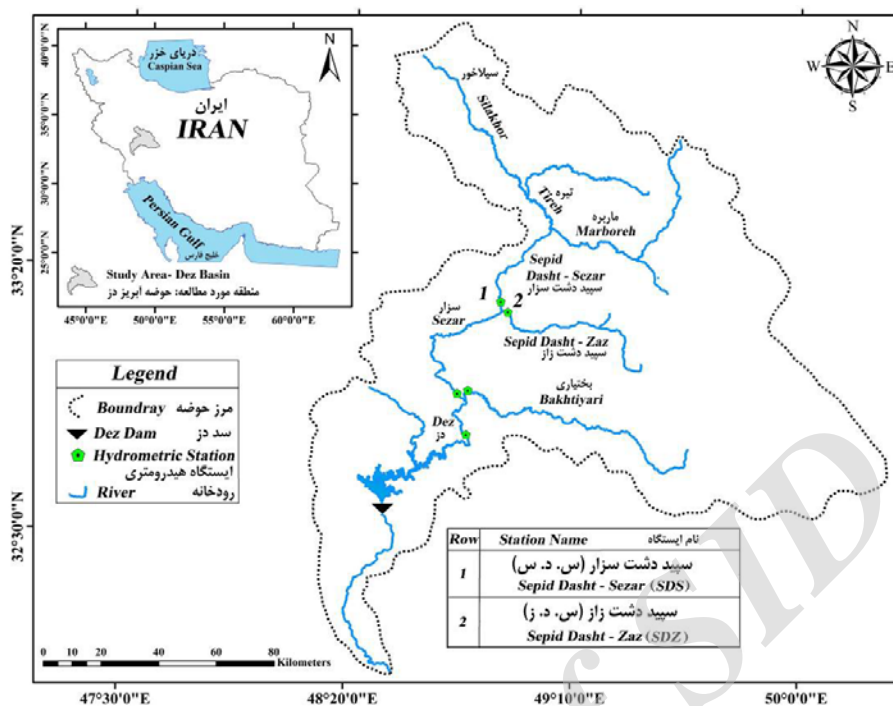 N
دریای خزر
Caspian Sea
ایران
IRAN
Persian Gulf
خلیج فارس
35°0'0"N
30°0'0"N
25°0'0"N
Study Area- Dez Basin
منطقه مورد مطالعه: حوضه آبریز دز
45°0'0"E
50°0'0"E
55°0'0"E
60°0'0"E
N
W
E
S
سیلاخور
Silakhor
تیره
Tireh
ماربره
Marboreh
Sepid
Dasht - Sezar
سپید دشت سزار
1
2
سزار
Sezar
Sepid Dasht - Zaz
سپید دشت زاز
بختیاری
Bakhtiyari
Dez
دز
Legend
Boundray مرز حوضه
Dez Dam سد دز
Hydrometric Station
ایستگاه هیدرومتری
River رودخانه
Row Station Name نام ایستگاه
1 سپید دشت سزار (س. د. س)
Sepid Dasht - Sezar (SDS)
2 سپید دشت زاز (س. د. ز)
Sepid Dasht - Zaz (SDZ)
0 10 20 40 60 80
Kilometers
33°20'0"N
32°30'0"N
47°30'0"E
48°20'0"E
49°10'0"E
50°0'0"E
of SID